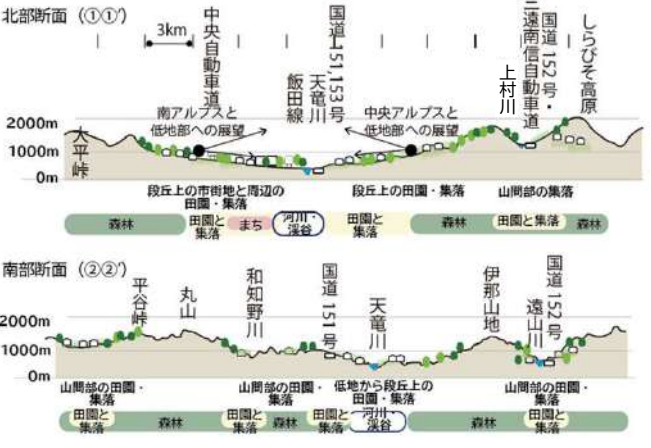 北部断面（①①’）
3km
中央自動車道
飯田線
天竜川
国道151,153号
上村川
三遠南信自動車道
国道152号・
しらびそ高原
南アルプスと
低地部への展望
中央アルプスと
低地部への展望
2000m
1000m
0m
大平峠
段丘上の市街地と周辺の
田園・集落
段丘上の田園・集落
山間部の集落
森林
田園と
集落
まち
河川・
渓谷
田園と
集落
森林
田園と集落
森林
南部断面（②②’）
平谷峠
丸山
和知野川
国道151号
天竜川
伊那山地
遠山川
国道152号
2000m
1000m
0m
山間部の田園・
集落
山間部の田園・
集落
低地から段丘上の
田園・集落
山間部の田園・
集落
田園と
集落
森林
田園と
集落
森林
田園と
集落
河川・
渓谷
森林
田園と
集落